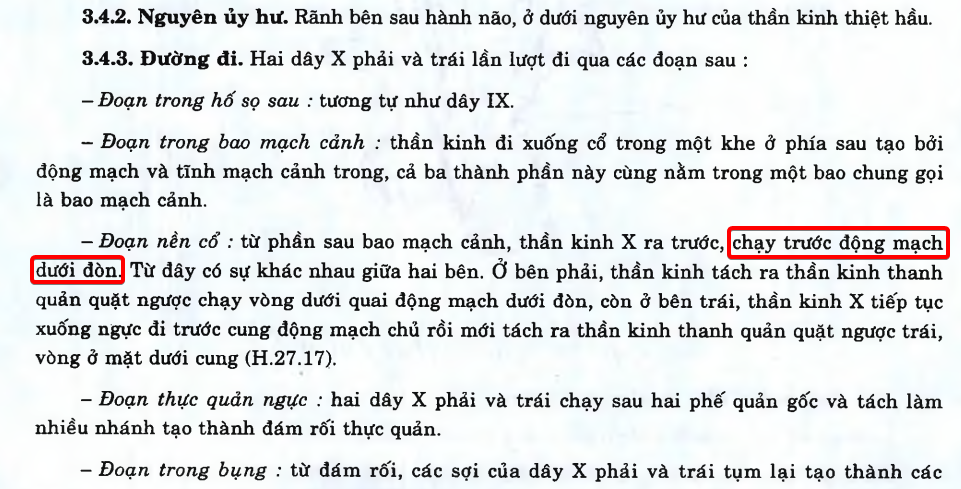 3.4.2. Nguyên ủy hư. Rãnh bên sau hành não, ở dưới nguyên ủy hư của thần kinh thiệt hầu.
3.4.3. Đường đi. Hai dây X phải và trái lần lượt đi qua các đoạn sau :
– Đoạn trong hố sọ sau : tương tự như dây IX.
– Đoạn trong bao mạch cảnh : thần kinh đi xuống cổ trong một khe ở phía sau tạo bởi
động mạch và tĩnh mạch cảnh trong, cả ba thành phần này cùng nằm trong một bao chung gọi
là bao mạch cảnh.
– Đoạn nền cổ : từ phần sau bao mạch cảnh, thần kinh X ra trước, chạy trước động mạch
dưới đòn. Từ đây có sự khác nhau giữa hai bên. Ở bên phải, thần kinh tách ra thần kinh thanh
quản quặt ngược chạy vòng dưới quai động mạch dưới đòn, còn ở bên trái, thần kinh X tiếp tục
xuống ngực đi trước cung động mạch chủ rồi mới tách ra thần kinh thanh quản quặt ngược trái,
vòng ở mặt dưới cung (H.27.17).
– Đoạn thực quản ngực : hai dây X phải và trái chạy sau hai phế quản gốc và tách làm
nhiều nhánh tạo thành đám rối thực quản.
– Đoạn trong bụng : từ đám rối, các sợi của dây X phải và trái tụm lại tạo thành các